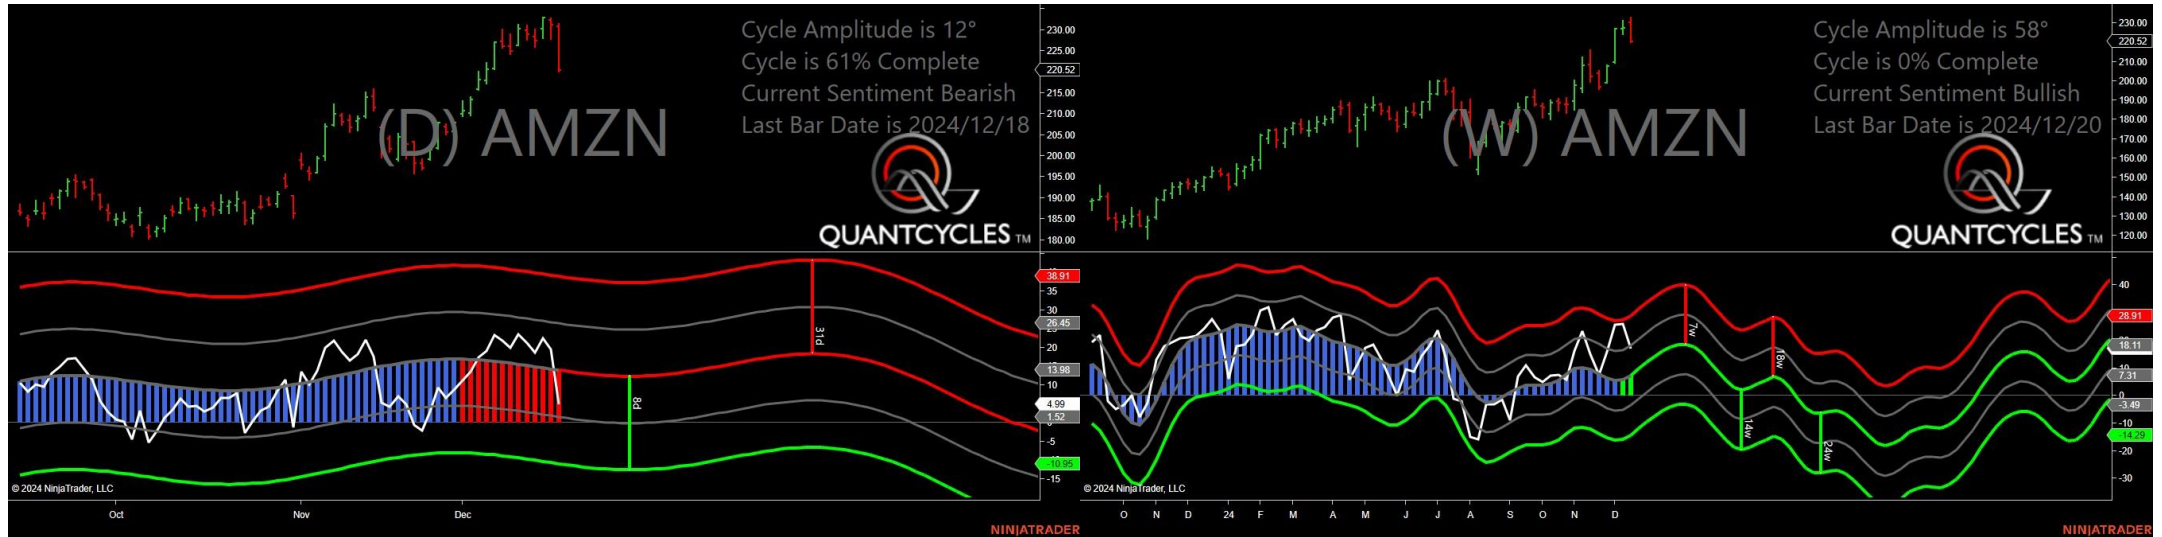 Cycle Amplitude is 12°
Cycle is 61% Complete
Current Sentiment Bearish
Last Bar Date is 2024/12/18
(D) AMZN
QUANTCYCLES TM
230.00
225.00
220.52
215.00
210.00
205.00
200.00
195.00
190.00
185.00
180.00
38.91
35
30
26.45
20
13.98
10
4.99
1.52
-5
-10.95
-15
31d
8d
© 2024 NinjaTrader, LLC
Oct Nov Dec
NINJATRADER
Cycle Amplitude is 58°
Cycle is 0% Complete
Current Sentiment Bullish
Last Bar Date is 2024/12/20
(W) AMZN
QUANTCYCLES TM
230.00
220.52
210.00
200.00
190.00
180.00
170.00
160.00
150.00
140.00
130.00
120.00
40
28.91
18.11
7.31
0
-3.49
-10
-14.29
-20
-30
7w
18w
14w
24w
© 2024 NinjaTrader, LLC
O N D 24 F M A M J J A S O N D
NINJATRADER